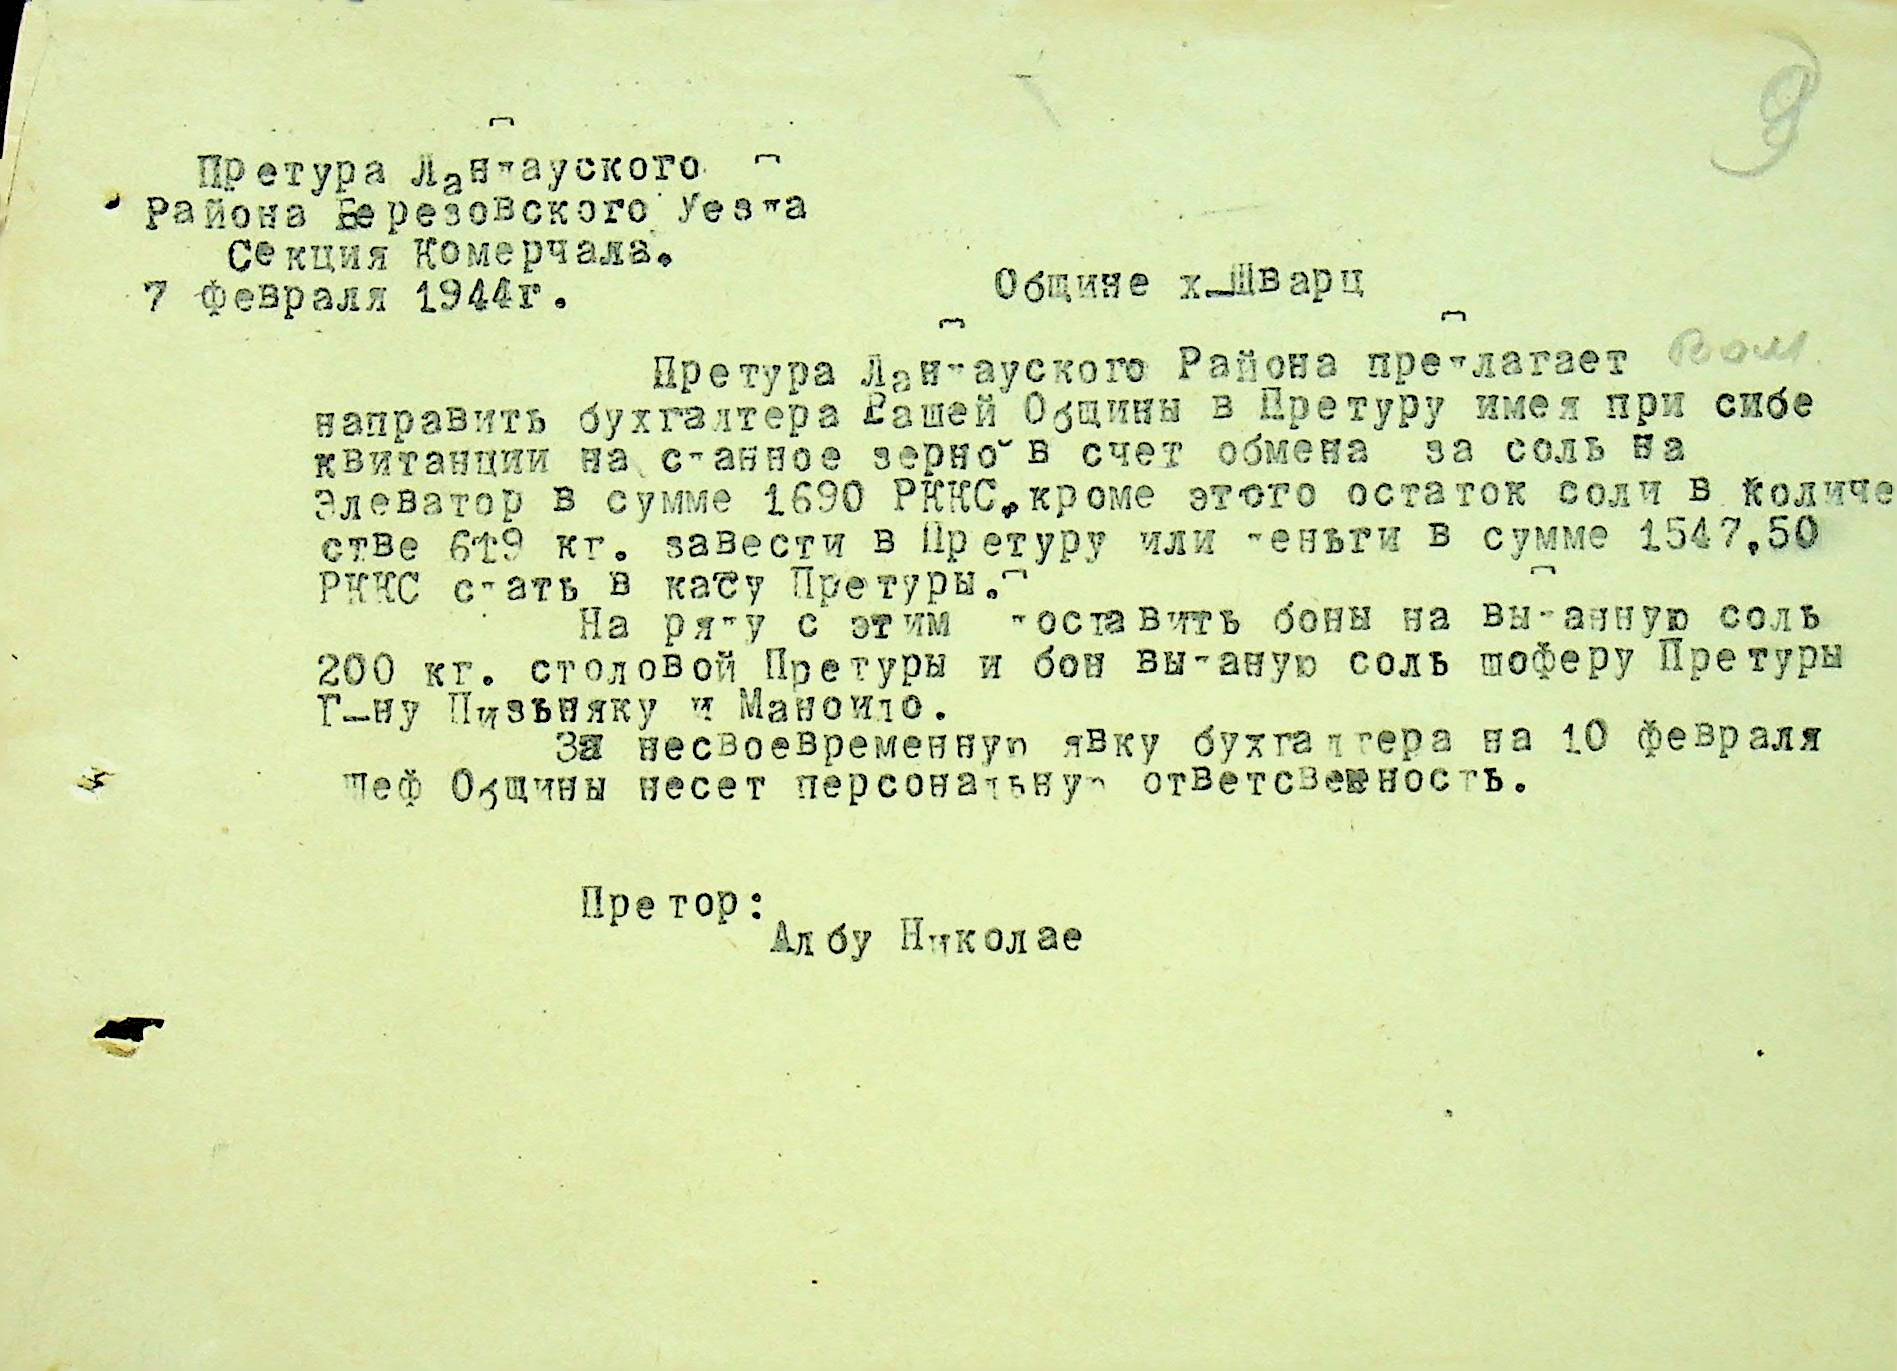 9
Претура Ландауского
Района Березовского Уезда
Секция Комерчала.
7 февраля 1944г.
Общине х.Шварц
Претура Ландауского Района предлагает Вам
направить бухгалтера Вашей Общины в Претуру имея при сибе
квитанции на сданное зерно в счет обмена за соль на
Элеватор в сумме 1690 РККС, кроме этого остаток соли в количе
стве 619 кг. завести в Претуру или деньги в сумме 1547,50
РККС сдать в касу Претуры.
На ряду с этим доставить боны на выданную соль
200 кг. столовой Претуры и бон выданую соль шоферу Претуры
Г-ну Пизьняку и Маноило.
За несвоевременную явку бухгалтера на 10 февраля
шеф Общины несет персональную ответсвенность.
Претор:
Албу Николае